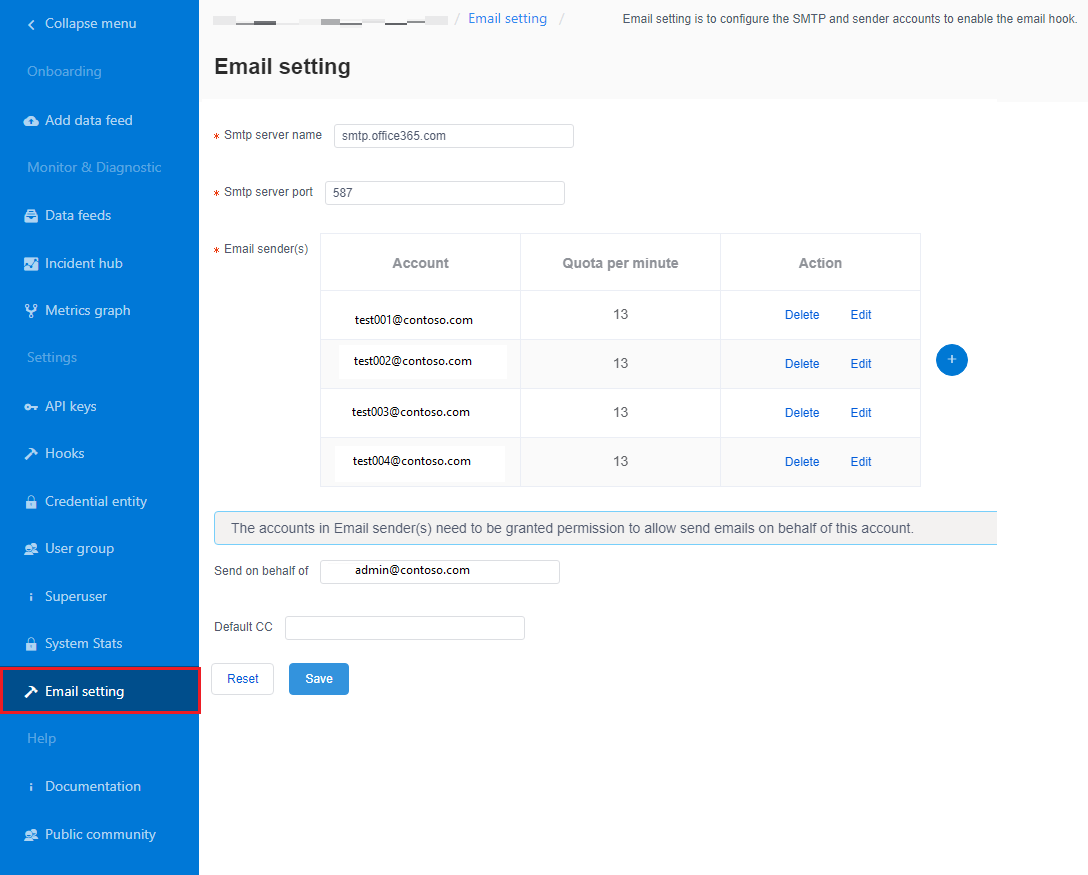 Collapse menu
Onboarding
Add data feed
Monitor & Diagnostic
Data feeds
Incident hub
Metrics graph
Settings
API keys
Hooks
Credential entity
User group
Superuser
System Stats
Email setting
Help
Documentation
Public community
/ Email setting /
Email setting is to configure the SMTP and sender accounts to enable the email hook.
Email setting
* Smtp server name smtp.office365.com
* Smtp server port 587
* Email sender(s)
Account Quota per minute Action
test001@contoso.com 13 Delete Edit
test002@contoso.com 13 Delete Edit
test003@contoso.com 13 Delete Edit
test004@contoso.com 13 Delete Edit
+
The accounts in Email sender(s) need to be granted permission to allow send emails on behalf of this account.
Send on behalf of admin@contoso.com
Default CC
Reset Save